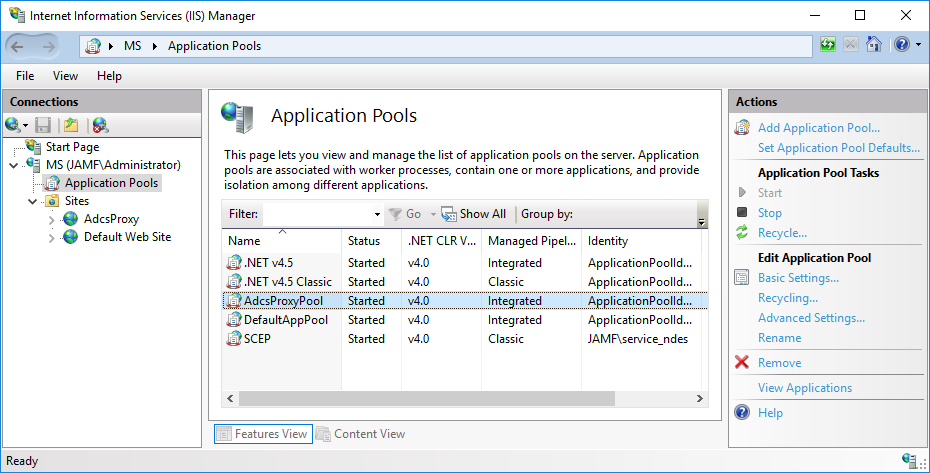 Internet Information Services (IIS) Manager
MS Application Pools
File View Help
Connections
Start Page
MS (JAMF\Administrator)
Application Pools
Sites
AdcsProxy
Default Web Site
Application Pools
This page lets you view and manage the list of application pools on the server. Application
pools are associated with worker processes, contain one or more applications, and provide
isolation among different applications.
Filter: Go Show All Group by:
Name Status .NET CLR V... Managed Pipel... Identity
.NET v4.5 Started v4.0 Integrated ApplicationPoolId...
.NET v4.5 Classic Started v4.0 Classic ApplicationPoolId...
AdcsProxyPool Started v4.0 Integrated ApplicationPoolId...
DefaultAppPool Started v4.0 Integrated ApplicationPoolId...
SCEP Started v4.0 Classic JAMF\service_ndes
Features View Content View
Actions
Add Application Pool...
Set Application Pool Defaults...
Application Pool Tasks
Start
Stop
Recycle...
Edit Application Pool
Basic Settings...
Recycling...
Advanced Settings...
Rename
Remove
View Applications
Help
Ready